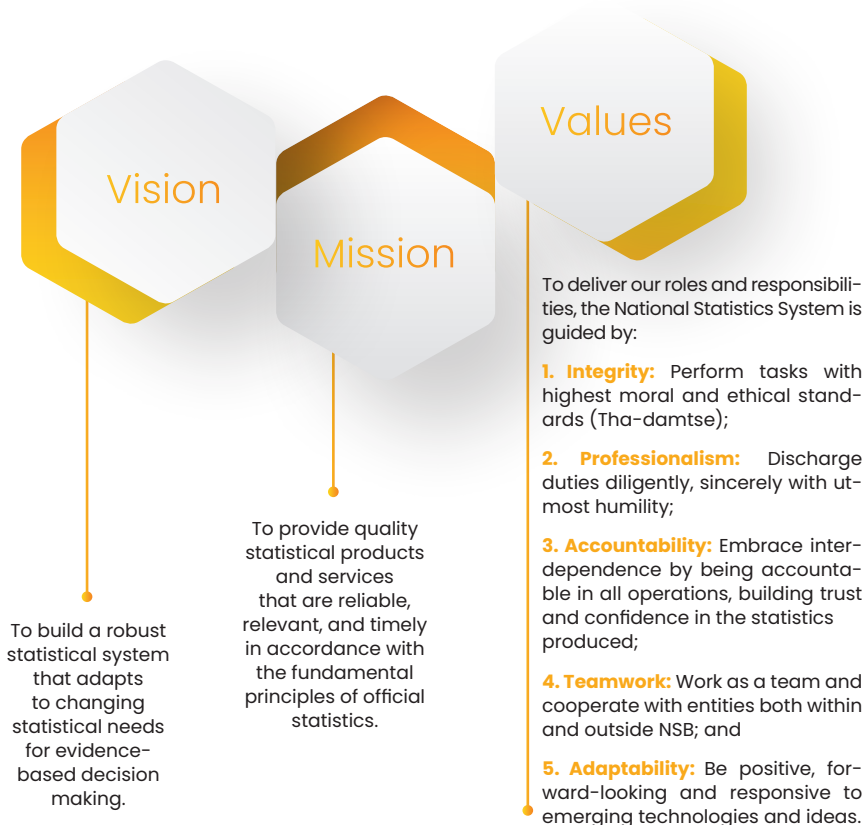 Vision
To build a robust
statistical system
that adapts
to changing
statistical needs
for evidence-
based decision
making.
Mission
To provide quality
statistical products
and services
that are reliable,
relevant, and timely
in accordance with
the fundamental
principles of official
statistics.
Values
To deliver our roles and responsibili-
ties, the National Statistics System is
guided by:
1. Integrity: Perform tasks with
highest moral and ethical stand-
ards (Tha-damtse);
2. Professionalism: Discharge
duties diligently, sincerely with ut-
most humility;
3. Accountability: Embrace inter-
dependence by being accounta-
ble in all operations, building trust
and confidence in the statistics
produced;
4. Teamwork: Work as a team and
cooperate with entities both within
and outside NSB; and
5. Adaptability: Be positive, for-
ward-looking and responsive to
emerging technologies and ideas.